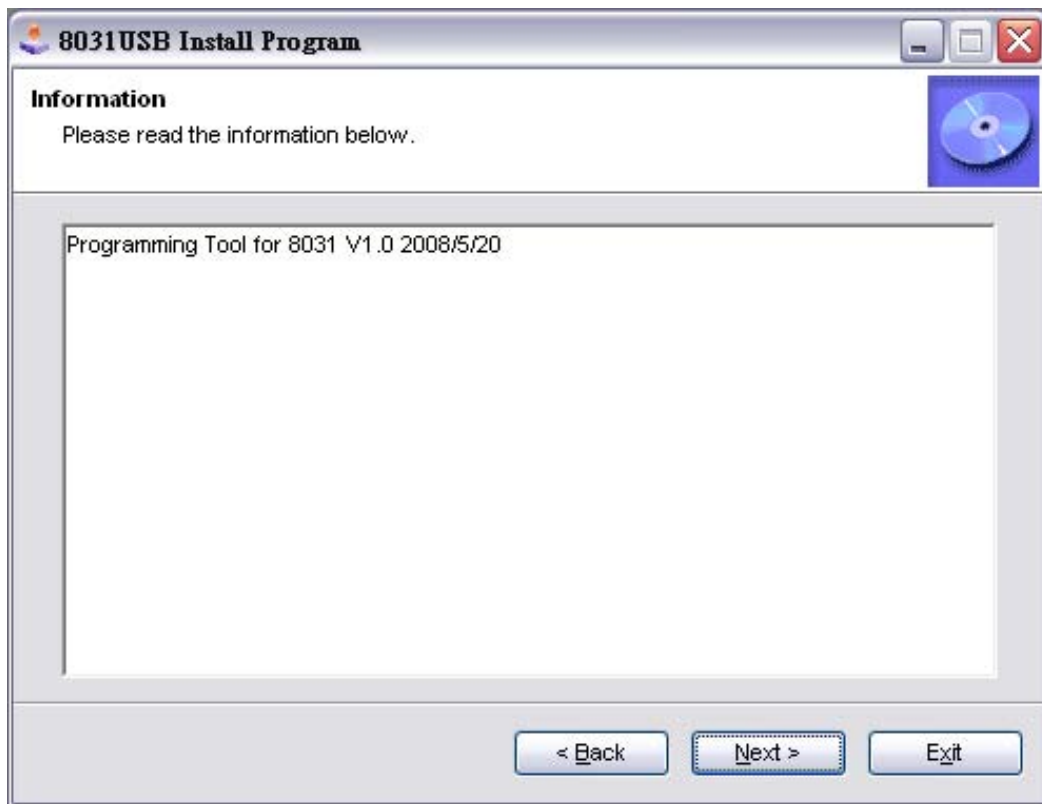 8031USB Install Program
Information
Please read the information below.
Programming Tool for 8031 V1.0 2008/5/20
< Back
Next >
Exit